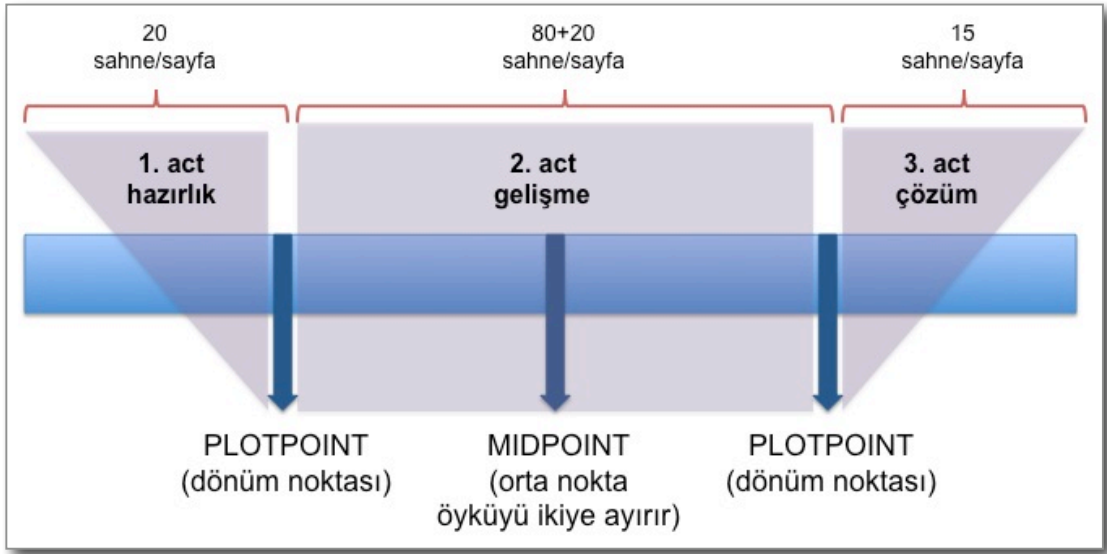 20
sahne/sayfa
80+20
sahne/sayfa
15
sahne/sayfa
1. act
hazırlık
2. act
gelişme
3. act
çözüm
PLOTPOINT
(dönüm noktası)
MIDPOINT
(orta nokta
öyküyü ikiye ayırır)
PLOTPOINT
(dönüm noktası)